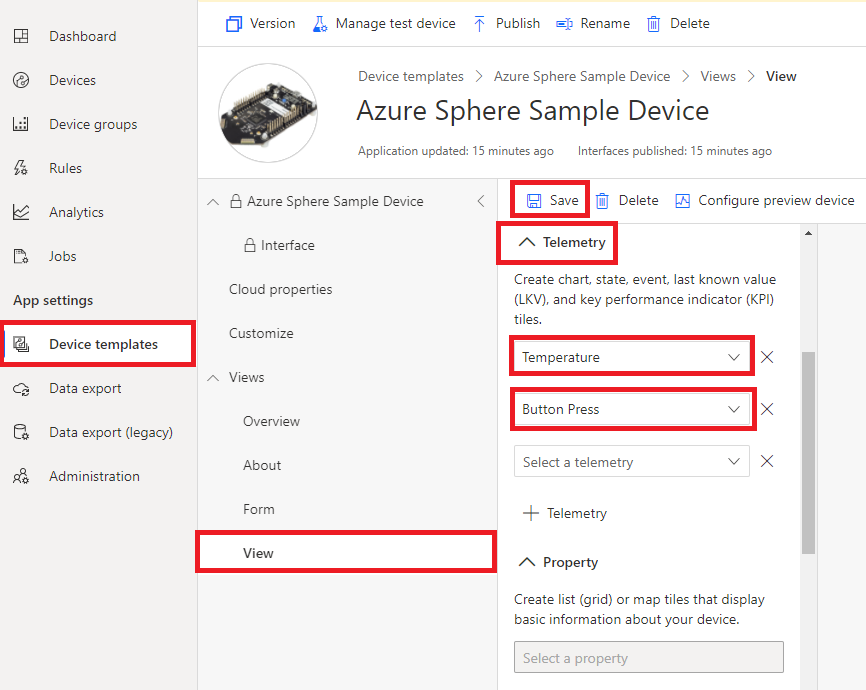 Dashboard
Devices
Device groups
Rules
Analytics
Jobs
App settings
Device templates
Data export
Data export (legacy)
Administration
Version
Manage test device
Publish
Rename
Delete
Device templates > Azure Sphere Sample Device > Views > View
Azure Sphere Sample Device
Application updated: 15 minutes ago
Interfaces published: 15 minutes ago
Azure Sphere Sample Device
Interface
Cloud properties
Customize
Views
Overview
About
Form
View
Save
Delete
Configure preview device
Telemetry
Create chart, state, event, last known value
(LKV), and key performance indicator (KPI)
tiles.
Temperature
Button Press
Select a telemetry
Telemetry
Property
Create list (grid) or map tiles that display
basic information about your device.
Select a property